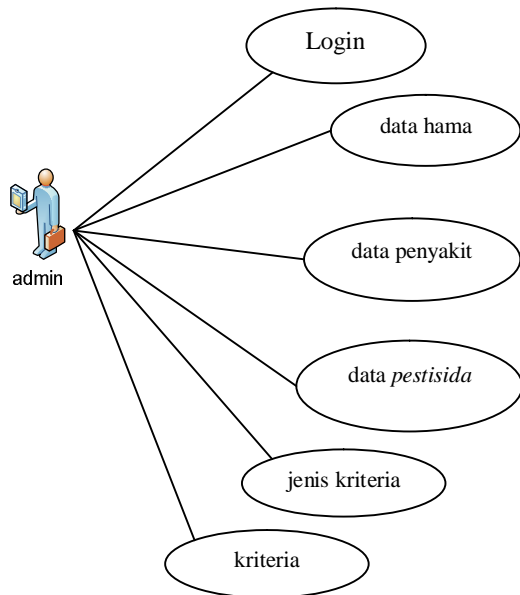 Login
data hama
data penyakit
admin
data pestisida
jenis kriteria
kriteria